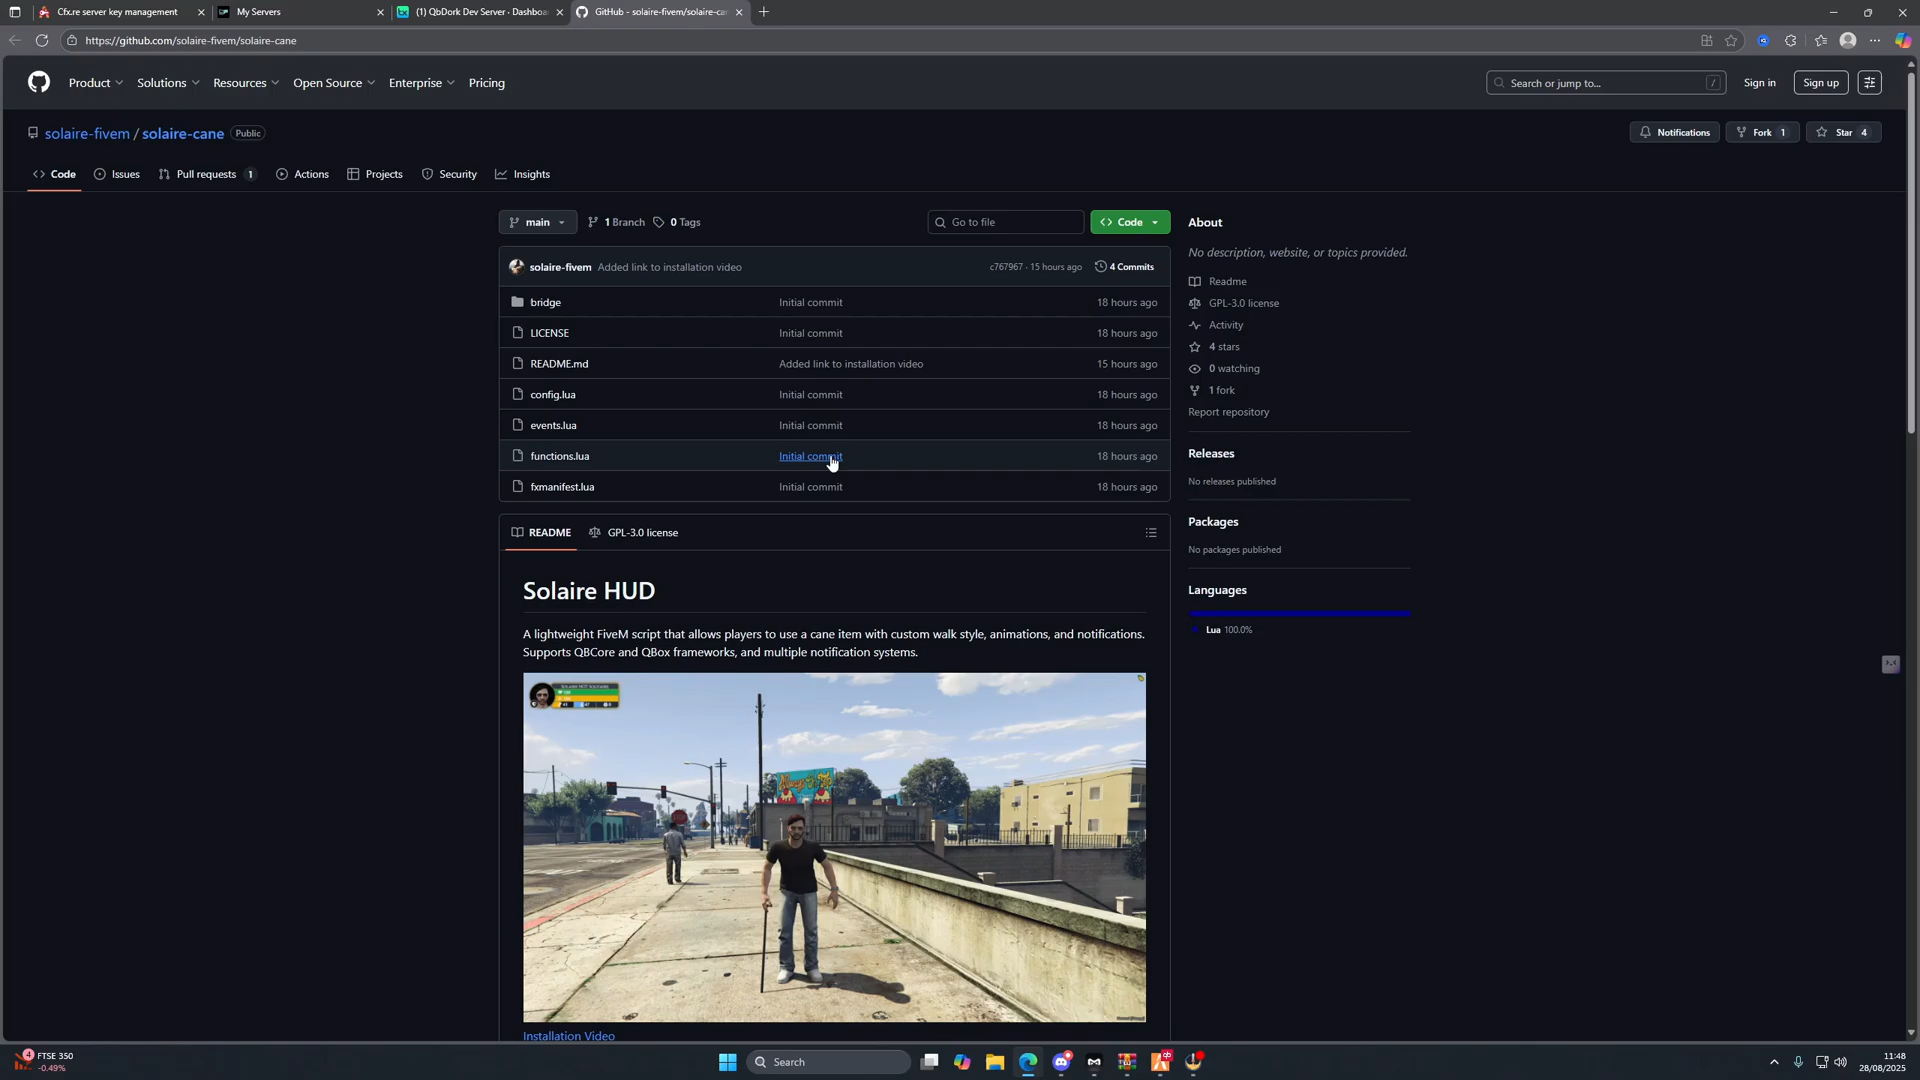 Cfx.re server key management
My Servers
(1) QbDork Dev Server · Dashboa
GitHub - solaire-fivem/solaire-can
https://github.com/solaire-fivem/solaire-cane
Product
Solutions
Resources
Open Source
Enterprise
Pricing
Search or jump to...
/
Sign in
Sign up
solaire-fivem / solaire-cane Public
Notifications
Fork 1
Star 4
Code
Issues
Pull requests 1
Actions
Projects
Security
Insights
main
1 Branch
0 Tags
Go to file
Code
solaire-fivem Added link to installation video c767967 · 15 hours ago 4 Commits
bridge Initial commit 18 hours ago
LICENSE Initial commit 18 hours ago
README.md Added link to installation video 15 hours ago
config.lua Initial commit 18 hours ago
events.lua Initial commit 18 hours ago
functions.lua Initial commit 18 hours ago
fxmanifest.lua Initial commit 18 hours ago
README
GPL-3.0 license
Solaire HUD
A lightweight FiveM script that allows players to use a cane item with custom walk style, animations, and notifications.
Supports QBCore and QBox frameworks, and multiple notification systems.
Installation Video
About
No description, website, or topics provided.
Readme
GPL-3.0 license
Activity
4 stars
0 watching
1 fork
Report repository
Releases
No releases published
Packages
No packages published
Languages
Lua 100.0%
4
FTSE 350
-0.49%
Search
11:48
28/08/2025